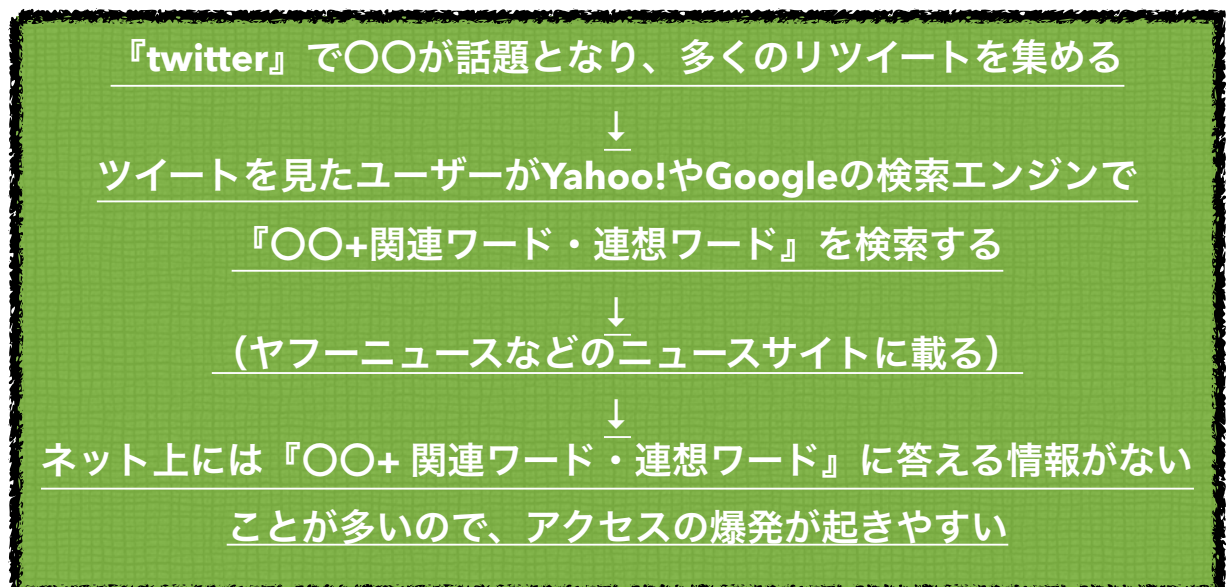 『twitter』で〇〇が話題となり、多くのリツイートを集める
↓
ツイートを見たユーザーがYahoo!やGoogleの検索エンジンで
『〇〇+関連ワード・連想ワード』を検索する
↓
（ヤフーニュースなどのニュースサイトに載る）
↓
ネット上には『〇〇+ 関連ワード・連想ワード』に答える情報がない
ことが多いので、アクセスの爆発が起きやすい